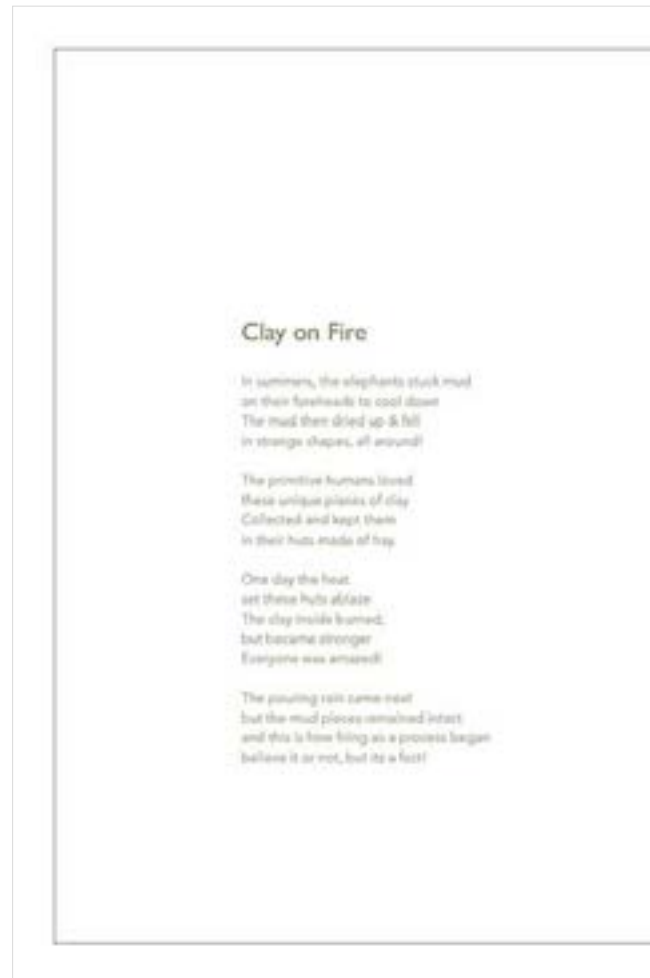 Clay on Fire
In summers, the elephants stuck mud
on their foreheads to cool down
The mud then dried up & fell
in strange shapes, all around!
The primitive humans loved
these unique pieces of clay
Collected and kept them
in their huts made of hay
One day the heat
set these huts ablaze
The clay inside burned,
but became stronger
Everyone was amazed!
The pouring rain came next
but the mud pieces remained intact
and this is how firing as a process began
believe it or not, but its a fact!